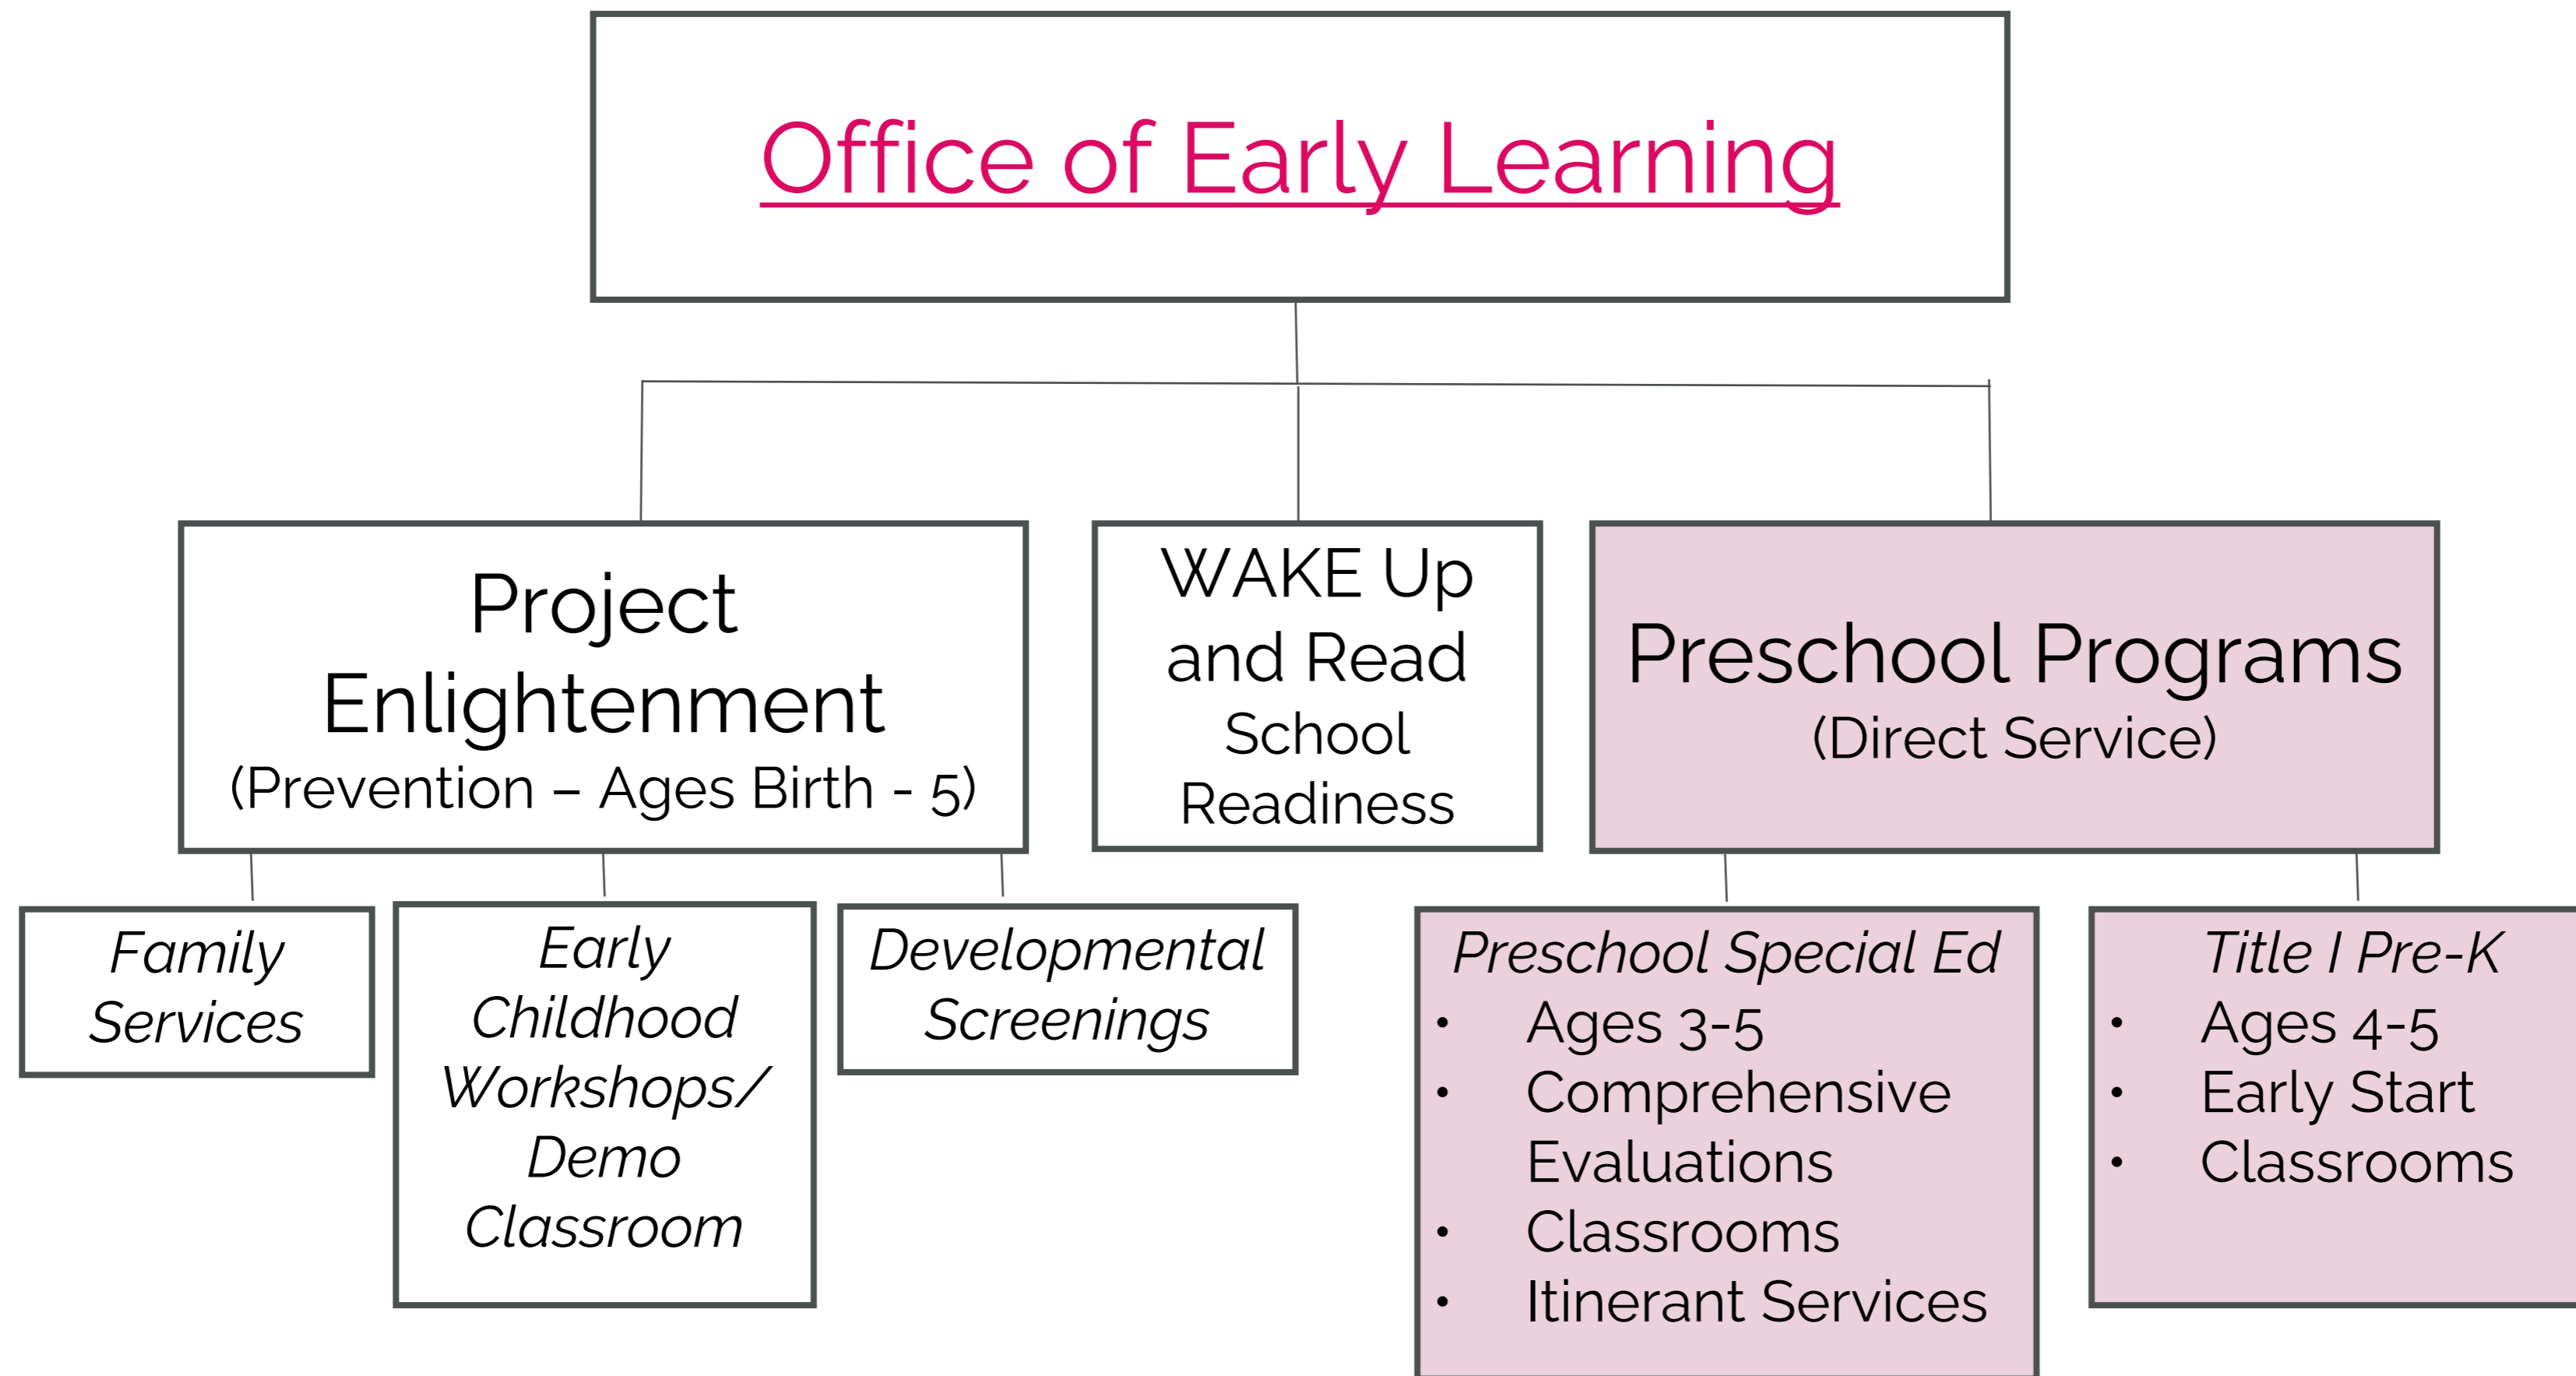 Office of Early Learning
Project
Enlightenment
(Prevention – Ages Birth - 5)
WAKE Up
and Read
School
Readiness
Preschool Programs
(Direct Service)
Family
Services
Early
Childhood
Workshops/
Demo
Classroom
Developmental
Screenings
Preschool Special Ed
• Ages 3-5
• Comprehensive
Evaluations
• Classrooms
• Itinerant Services
Title I Pre-K
• Ages 4-5
• Early Start
• Classrooms